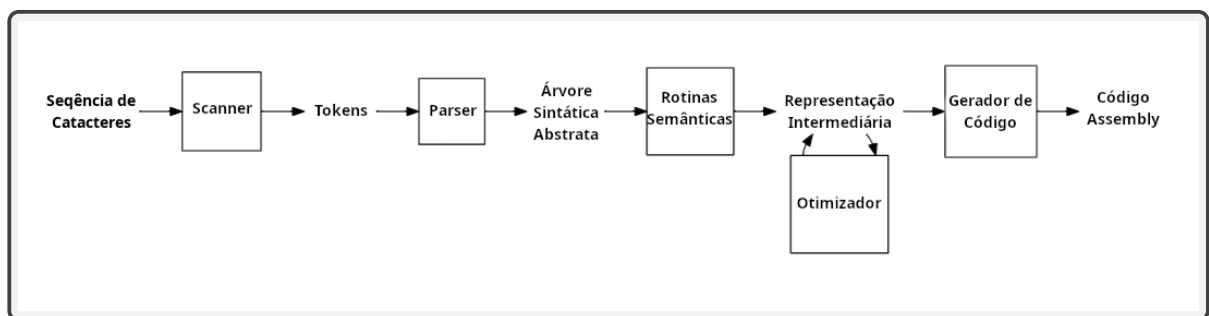 Seqência de
Catacteres
Scanner
Tokens
Parser
Árvore
Sintática
Abstrata
Rotinas
Semânticas
Representação
Intermediária
Otimizador
Gerador de
Código
Código
Assembly